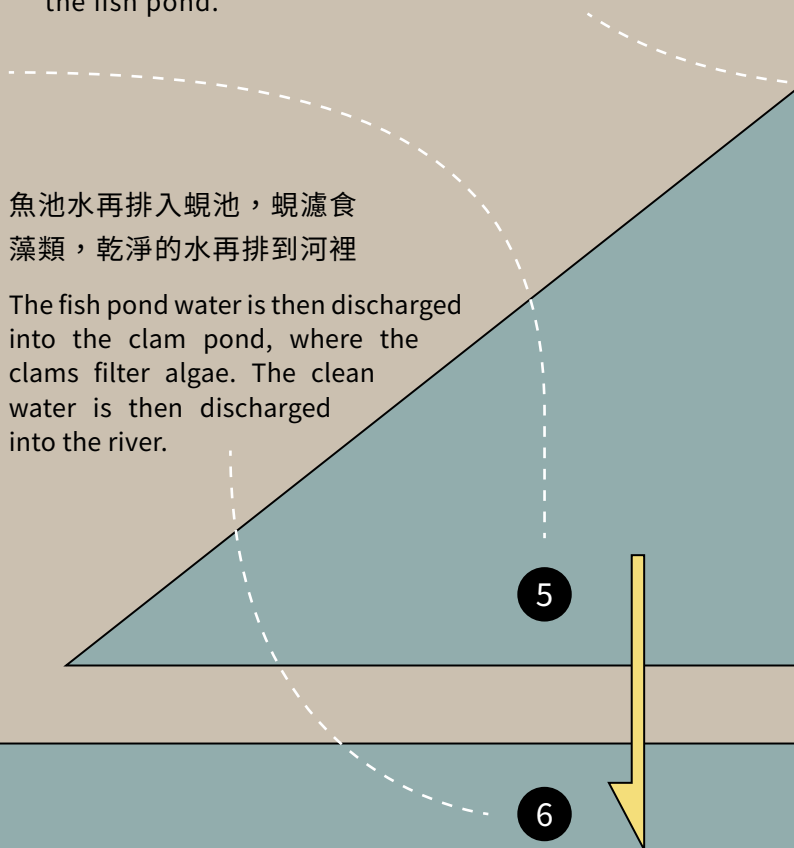 the fish pond.
魚池水再排入蜆池，蜆濾食
藻類，乾淨的水再排到河裡
The fish pond water is then discharged
into the clam pond, where the
clams filter algae. The clean
water is then discharged
into the river.
5
6